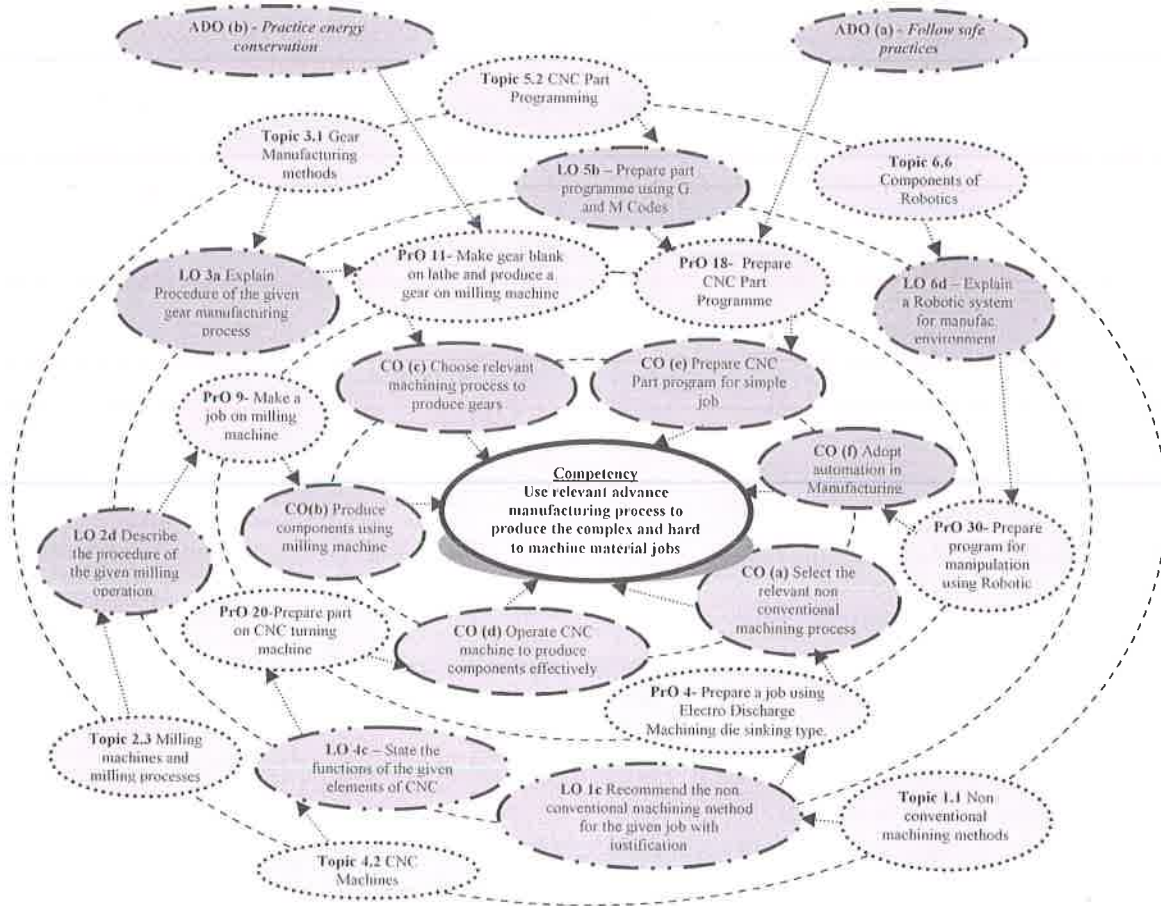 ADO (b) - Practice energy
conservation
ADO (a) - Follow safe
practices
Topic 5.2 CNC Part
Programming
Topic 3.1 Gear
Manufacturing
methods
LO 5b – Prepare part
programme using G
and M Codes
Topic 6.6
Components of
Robotics
LO 3a Explain
Procedure of the given
gear manufacturing
process
PrO 11- Make gear blank
on lathe and produce a
gear on milling machine
PrO 18- Prepare
CNC Part
Programme
LO 6d – Explain
a Robotic system
for manufac.
environment
CO (c) Choose relevant
machining process to
produce gears
CO (e) Prepare CNC
Part program for simple
job
PrO 9- Make a
job on milling
machine
CO (f) Adopt
automation in
Manufacturing
Competency
Use relevant advance
manufacturing process to
produce the complex and hard
to machine material jobs
CO(b) Produce
components using
milling machine
LO 2d Describe
the procedure of
the given milling
operation.
PrO 30- Prepare
program for
manipulation
using Robotic
CO (a) Select the
relevant non
conventional
machining process
PrO 20-Prepare part
on CNC turning
machine
CO (d) Operate CNC
machine to produce
components effectively
PrO 4- Prepare a job using
Electro Discharge
Machining die sinking type.
Topic 2.3 Milling
machines and
milling processes
LO 4c – State the
functions of the given
elements of CNC
LO 1c Recommend the non
conventional machining method
for the given job with
justification
Topic 1.1 Non
conventional
machining methods
Topic 4.2 CNC
Machines